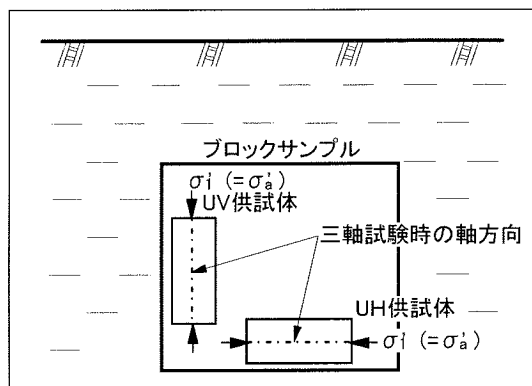 ブロックサンプル
σ'1 (=σ'a)
UV供試体
三軸試験時の軸方向
UH供試体
σ'1 (=σ'a)